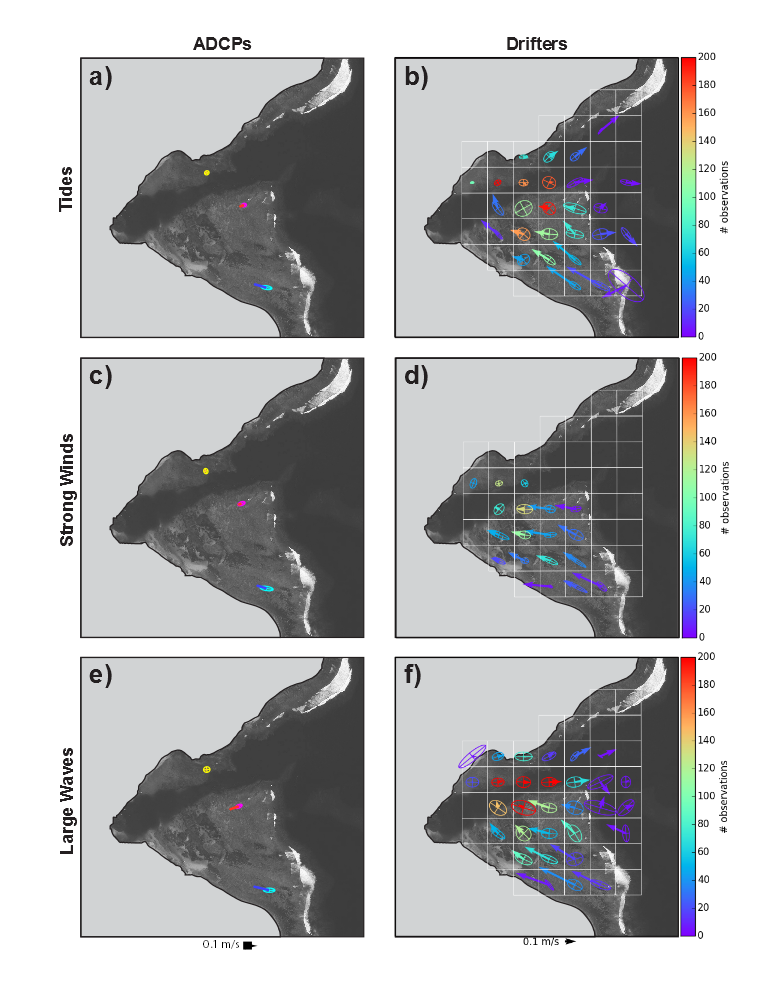 ADCPs
Drifters
Tides
a)
b)
200
180
160
140
120
100
80
60
40
20
0
# observations
Strong Winds
c)
d)
200
180
160
140
120
100
80
60
40
20
0
# observations
Large Waves
e)
f)
200
180
160
140
120
100
80
60
40
20
0
# observations
0.1 m/s
0.1 m/s